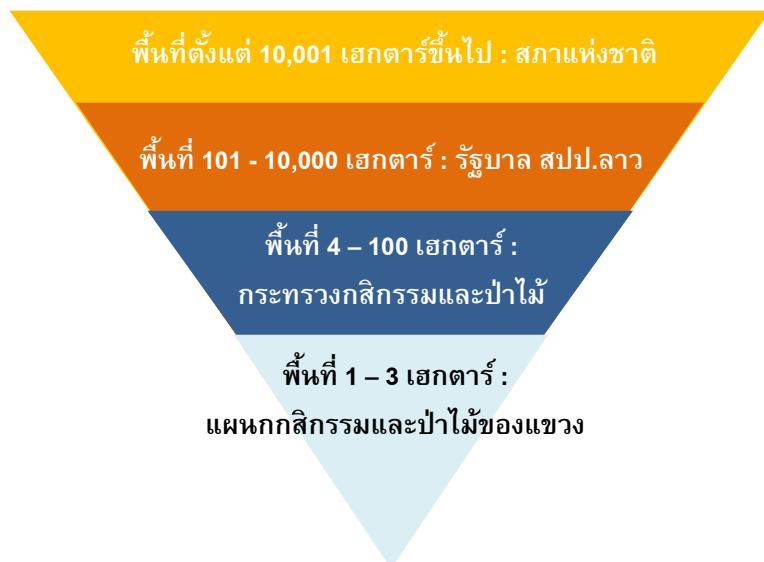 พื้นที่ตั้งแต่ 10,001 เฮกตาร์ขึ้นไป : สภาแห่งชาติ
พื้นที่ 101 - 10,000 เฮกตาร์ : รัฐบาล สปป.ลาว
พื้นที่ 4 – 100 เฮกตาร์ :
กระทรวงกสิกรรมและป่าไม้
พื้นที่ 1 – 3 เฮกตาร์ :
แผนกกสิกรรมและป่าไม้ของแขวง